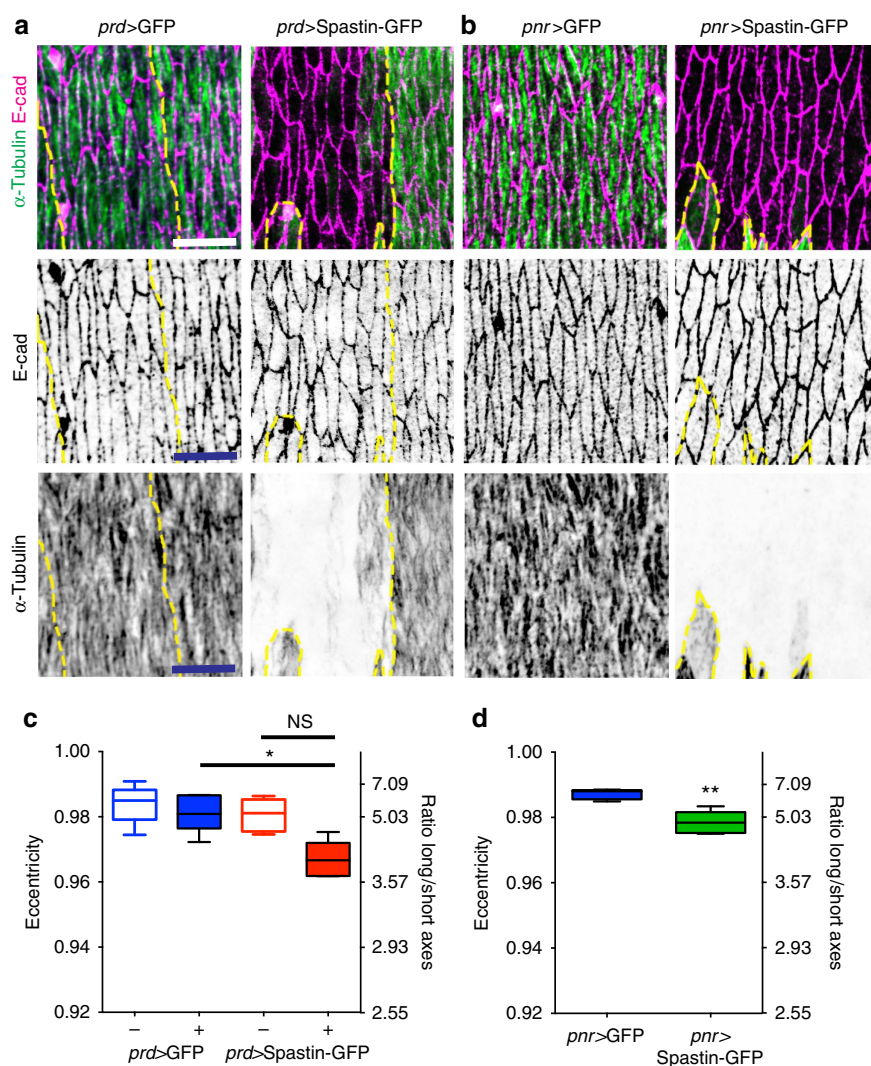 a
prd>GFP
prd>Spastin-GFP
b
pnr>GFP
pnr>Spastin-GFP
α-Tubulin E-cad
E-cad
α-Tubulin
c
NS
*
1.00
0.98
0.96
0.94
0.92
Eccentricity
7.09
5.03
3.57
2.93
2.55
Ratio long/short axes
– + – +
prd>GFP prd>Spastin-GFP
d
**
1.00
0.98
0.96
0.94
0.92
Eccentricity
7.09
5.03
3.57
2.93
2.55
Ratio long/short axes
pnr>GFP
pnr>
Spastin-GFP